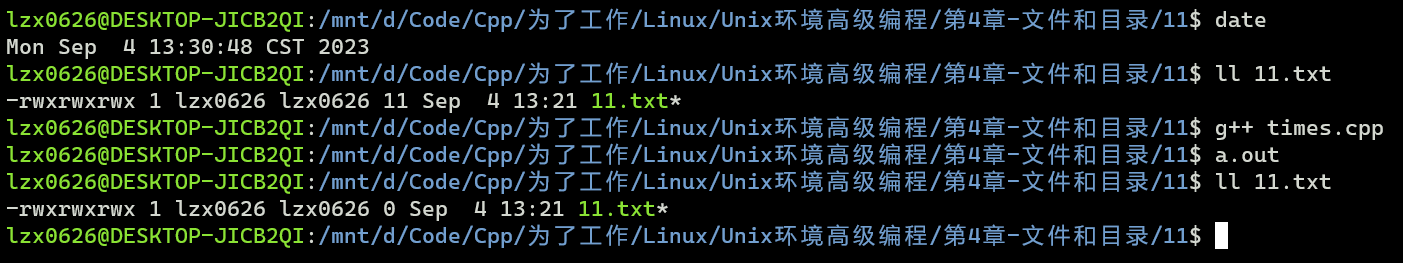 lzx0626@DESKTOP-JICB2QI:/mnt/d/Code/Cpp/为了工作/Linux/Unix环境高级编程/第4章-文件和目录/11$ date
Mon Sep  4 13:30:48 CST 2023
lzx0626@DESKTOP-JICB2QI:/mnt/d/Code/Cpp/为了工作/Linux/Unix环境高级编程/第4章-文件和目录/11$ ll 11.txt
-rwxrwxrwx 1 lzx0626 lzx0626 11 Sep  4 13:21 11.txt*
lzx0626@DESKTOP-JICB2QI:/mnt/d/Code/Cpp/为了工作/Linux/Unix环境高级编程/第4章-文件和目录/11$ g++ times.cpp
lzx0626@DESKTOP-JICB2QI:/mnt/d/Code/Cpp/为了工作/Linux/Unix环境高级编程/第4章-文件和目录/11$ a.out
lzx0626@DESKTOP-JICB2QI:/mnt/d/Code/Cpp/为了工作/Linux/Unix环境高级编程/第4章-文件和目录/11$ ll 11.txt
-rwxrwxrwx 1 lzx0626 lzx0626 0 Sep  4 13:21 11.txt*
lzx0626@DESKTOP-JICB2QI:/mnt/d/Code/Cpp/为了工作/Linux/Unix环境高级编程/第4章-文件和目录/11$